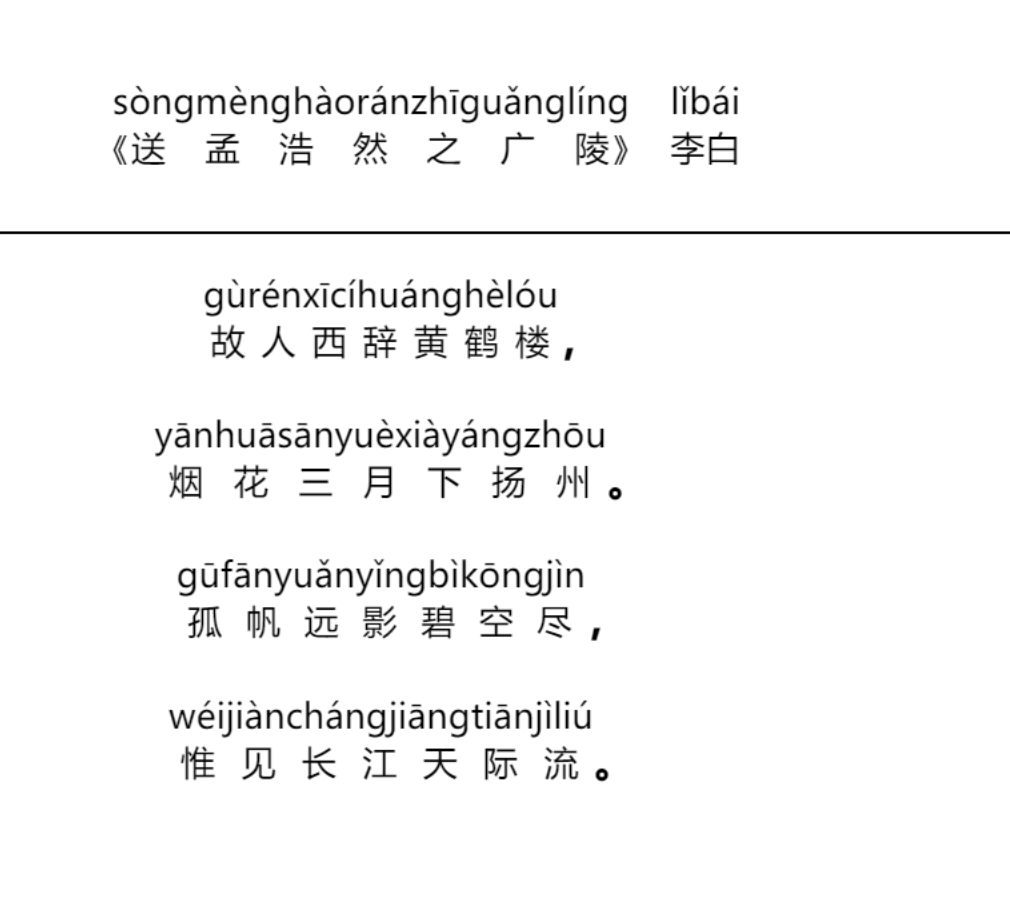 sòngmènghàoránzhīguǎnglíng lǐbái
《送 孟 浩 然 之 广 陵》 李白
gùrénxīcíhuánghèlóu
故 人 西 辞 黄 鹤 楼，
yānhuāsānyuèxiàyángzhōu
烟 花 三 月 下 扬 州 。
gūfānyuǎnyǐngbìkōngjìn
孤 帆 远 影 碧 空 尽 ，
wéijiànchángjiāngtiānjìliú
惟 见 长 江 天 际 流 。